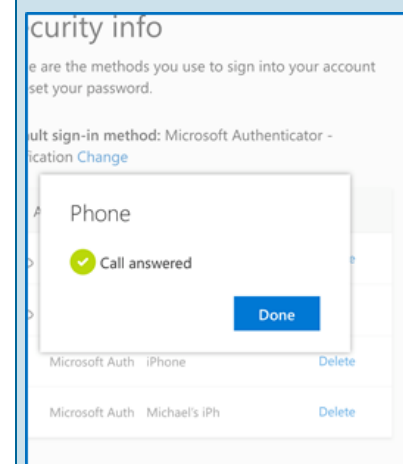 curity info
e are the methods you use to sign into your account
set your password.
ult sign-in method: Microsoft Authenticator -
fication Change
A
Phone
Call answered
e
Done
Microsoft Auth iPhone Delete
Microsoft Auth Michael's iPh Delete